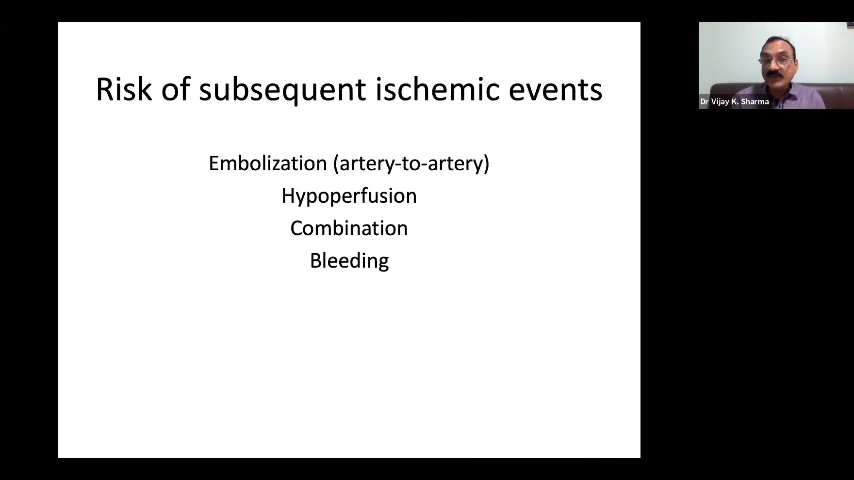 Risk of subsequent ischemic events
Embolization (artery-to-artery)
Hypoperfusion
Combination
Bleeding
Dr Vijay K. Sharma